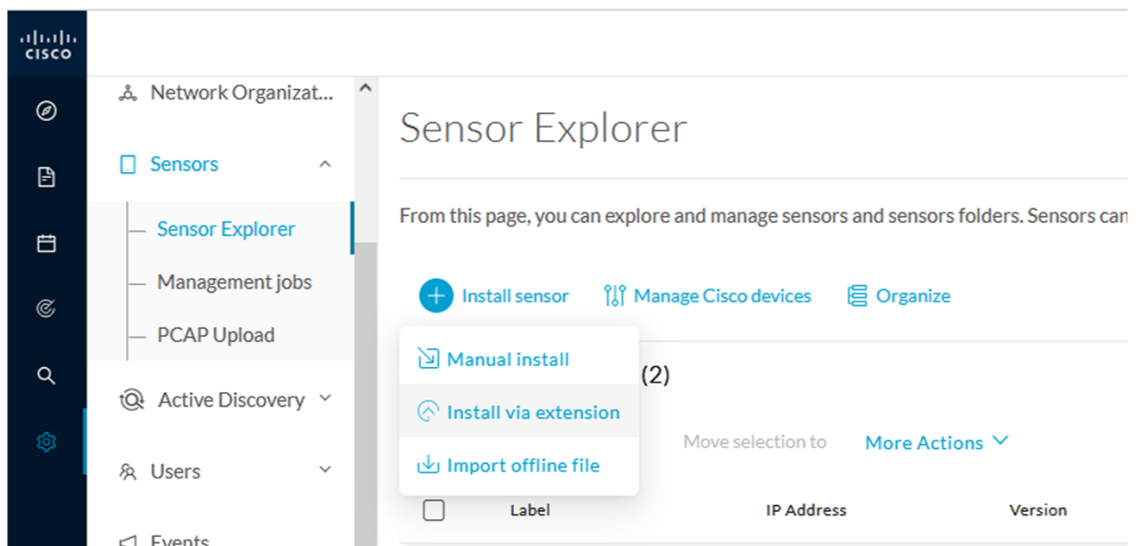 CISCO
Network Organizat...
Sensors
Sensor Explorer
Management jobs
PCAP Upload
Active Discovery
Users
Events
Sensor Explorer
From this page, you can explore and manage sensors and sensors folders. Sensors can
Install sensor Manage Cisco devices Organize
Manual install
Install via extension
Import offline file
(2)
Move selection to More Actions
Label IP Address Version